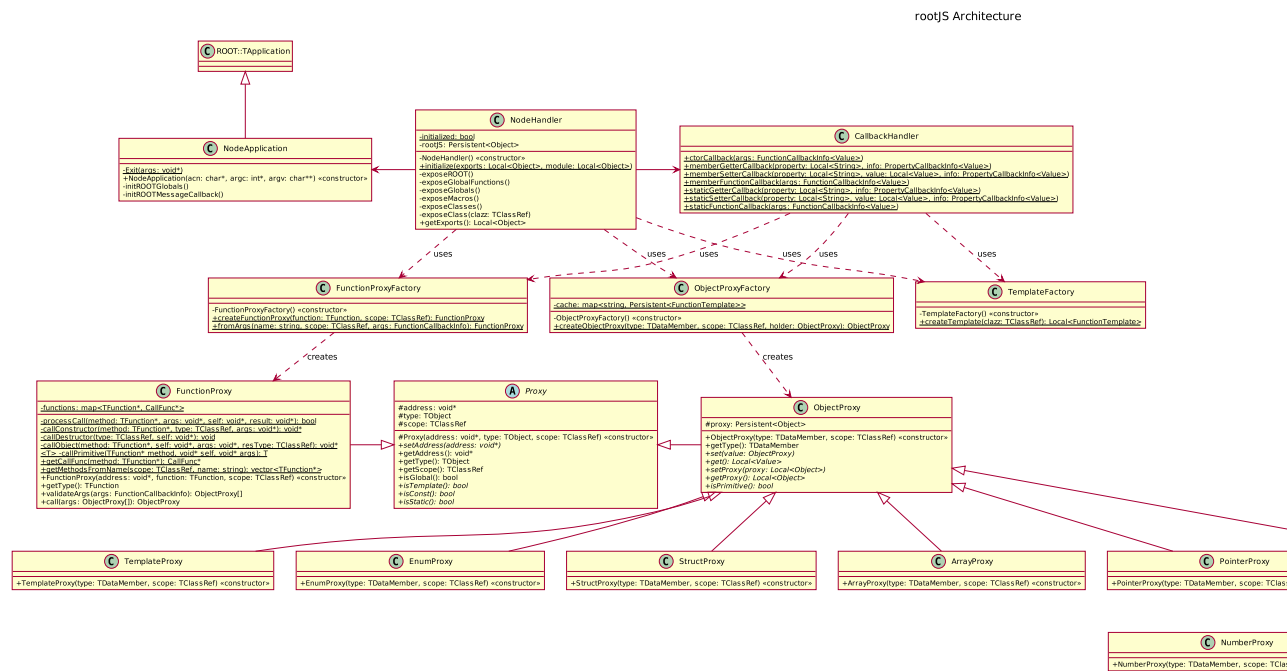 rootJS Architecture
C ROOT::TApplication
C NodeApplication
-Exit(args: void*)
+NodeApplication(acn: char*, argc: int*, argv: char**) «constructor»
-initROOTGlobals()
-initROOTMessageCallback()
C NodeHandler
-initialized: bool
-rootJS: Persistent<Object>
-NodeHandler() «constructor»
+initialize(exports: Local<Object>, module: Local<Object>)
-exposeROOT()
-exposeGlobalFunctions()
-exposeGlobals()
-exposeMacros()
-exposeClasses()
-exposeClass(clazz: TClassRef)
+getExports(): Local<Object>
C CallbackHandler
+ctorCallback(args: FunctionCallbackInfo<Value>)
+memberGetterCallback(property: Local<String>, info: PropertyCallbackInfo<Value>)
+memberSetterCallback(property: Local<String>, value: Local<Value>, info: PropertyCallbackInfo<Value>)
+memberFunctionCallback(args: FunctionCallbackInfo<Value>)
+staticGetterCallback(property: Local<String>, info: PropertyCallbackInfo<Value>)
+staticSetterCallback(property: Local<String>, value: Local<Value>, info: PropertyCallbackInfo<Value>)
+staticFunctionCallback(args: FunctionCallbackInfo<Value>)
uses
uses
uses
uses
uses
uses
C FunctionProxyFactory
-FunctionProxyFactory() «constructor»
+createFunctionProxy(function: TFunction, scope: TClassRef): FunctionProxy
+fromArgs(name: string, scope: TClassRef, args: FunctionCallbackInfo): FunctionProxy
C ObjectProxyFactory
-cache: map<string, Persistent<FunctionTemplate>>
-ObjectProxyFactory() «constructor»
+createObjectProxy(type: TDataMember, scope: TClassRef, holder: ObjectProxy): ObjectProxy
C TemplateFactory
-TemplateFactory() «constructor»
+createTemplate(clazz: TClassRef): Local<FunctionTemplate>
creates
creates
C FunctionProxy
-functions: map<TFunction*, CallFunc*>
-processCall(method: TFunction*, args: void*, self: void*, result: void*): bool
-callConstructor(method: TFunction*, type: TClassRef, args: void*): void*
-callDestructor(type: TClassRef, self: void*): void
-callObject(method: TFunction*, self: void*, args: void*, resType: TClassRef): void*
<T> -callPrimitive(TFunction* method, void* self, void* args): T
+getCallFunc(method: TFunction*): CallFunc*
+getMethodsFromName(scope: TClassRef, name: string): vector<TFunction*>
+FunctionProxy(address: void*, function: TFunction, scope: TClassRef) «constructor»
+getType(): TFunction
+validateArgs(args: FunctionCallbackInfo): ObjectProxy[]
+call(args: ObjectProxy[]): ObjectProxy
A Proxy
#address: void*
#type: TObject
#scope: TClassRef
#Proxy(address: void*, type: TObject, scope: TClassRef) «constructor»
+setAddress(address: void*)
+getAddress(): void*
+getType(): TObject
+getScope(): TClassRef
+isGlobal(): bool
+isTemplate(): bool
+isConst(): bool
+isStatic(): bool
C ObjectProxy
#proxy: Persistent<Object>
+ObjectProxy(type: TDataMember, scope: TClassRef) «constructor»
+getType(): TDataMember
+set(value: ObjectProxy)
+get(): Local<Value>
+setProxy(proxy: Local<Object>)
+getProxy(): Local<Object>
+isPrimitive(): bool
C TemplateProxy
+TemplateProxy(type: TDataMember, scope: TClassRef) «constructor»
C EnumProxy
+EnumProxy(type: TDataMember, scope: TClassRef) «constructor»
C StructProxy
+StructProxy(type: TDataMember, scope: TClassRef) «constructor»
C ArrayProxy
+ArrayProxy(type: TDataMember, scope: TClassRef) «constructor»
C PointerProxy
+PointerProxy(type: TDataMember, scope: TClass
C NumberProxy
+NumberProxy(type: TDataMember, scope: TClas